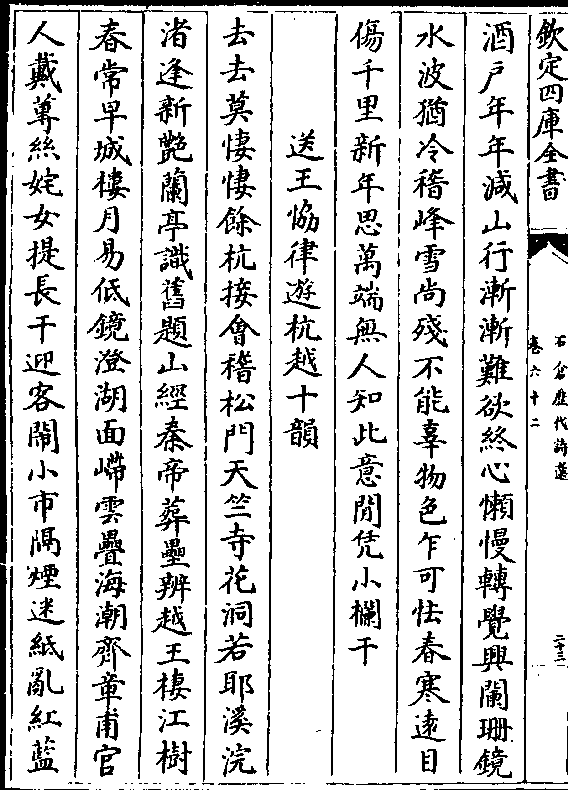 欽定四庫全書
石倉歷代詩選
卷六十二
二十三
酒戶年年減山行漸漸難欲終心懶慢轉覺興闌珊鏡
水波猶冷稽峰雪尚殘不能辜物色乍可怯春寒遠目
傷千里新年思萬端無人知此意閒凭小欄干
送王協律遊杭越十韻
去去莫悽悽餘杭接會稽松門天竺寺花洞若耶溪浣
渚逢新艷蘭亭識舊題山經秦帝葬壘辨越王棲江樹
春常早城樓月易低鏡澄湖面嵽雲疊海潮齊章甫官
人戴蓴絲姹女提長干迎客鬧小市隔煙迷紙亂紅藍